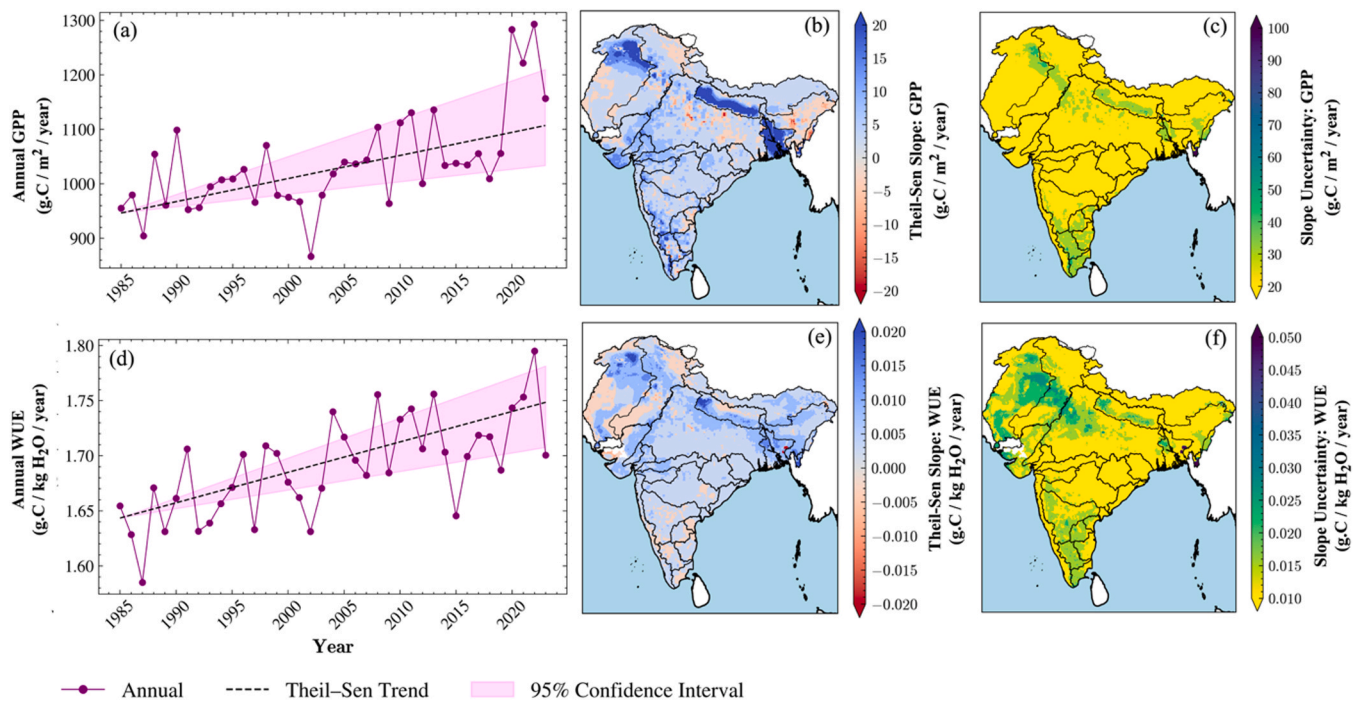 (a)
1300
1200
1100
1000
900
Annual GPP
(g.C / m² / year)
1985
1990
1995
2000
2005
2010
2015
2020
(b)
20
15
10
5
0
−5
−10
−15
−20
Theil-Sen Slope: GPP
(g.C / m² / year)
(c)
100
90
80
70
60
50
40
30
20
Slope Uncertainty: GPP
(g.C / m² / year)
(d)
1.80
1.75
1.70
1.65
1.60
Annual WUE
(g.C / kg H₂O / year)
1985
1990
1995
2000
2005
2010
2015
2020
Year
(e)
0.020
0.015
0.010
0.005
0.000
−0.005
−0.010
−0.015
−0.020
Theil-Sen Slope: WUE
(g.C / kg H₂O / year)
(f)
0.050
0.045
0.040
0.035
0.030
0.025
0.020
0.015
0.010
Slope Uncertainty: WUE
(g.C / kg H₂O / year)
Annual
Theil–Sen Trend
95% Confidence Interval